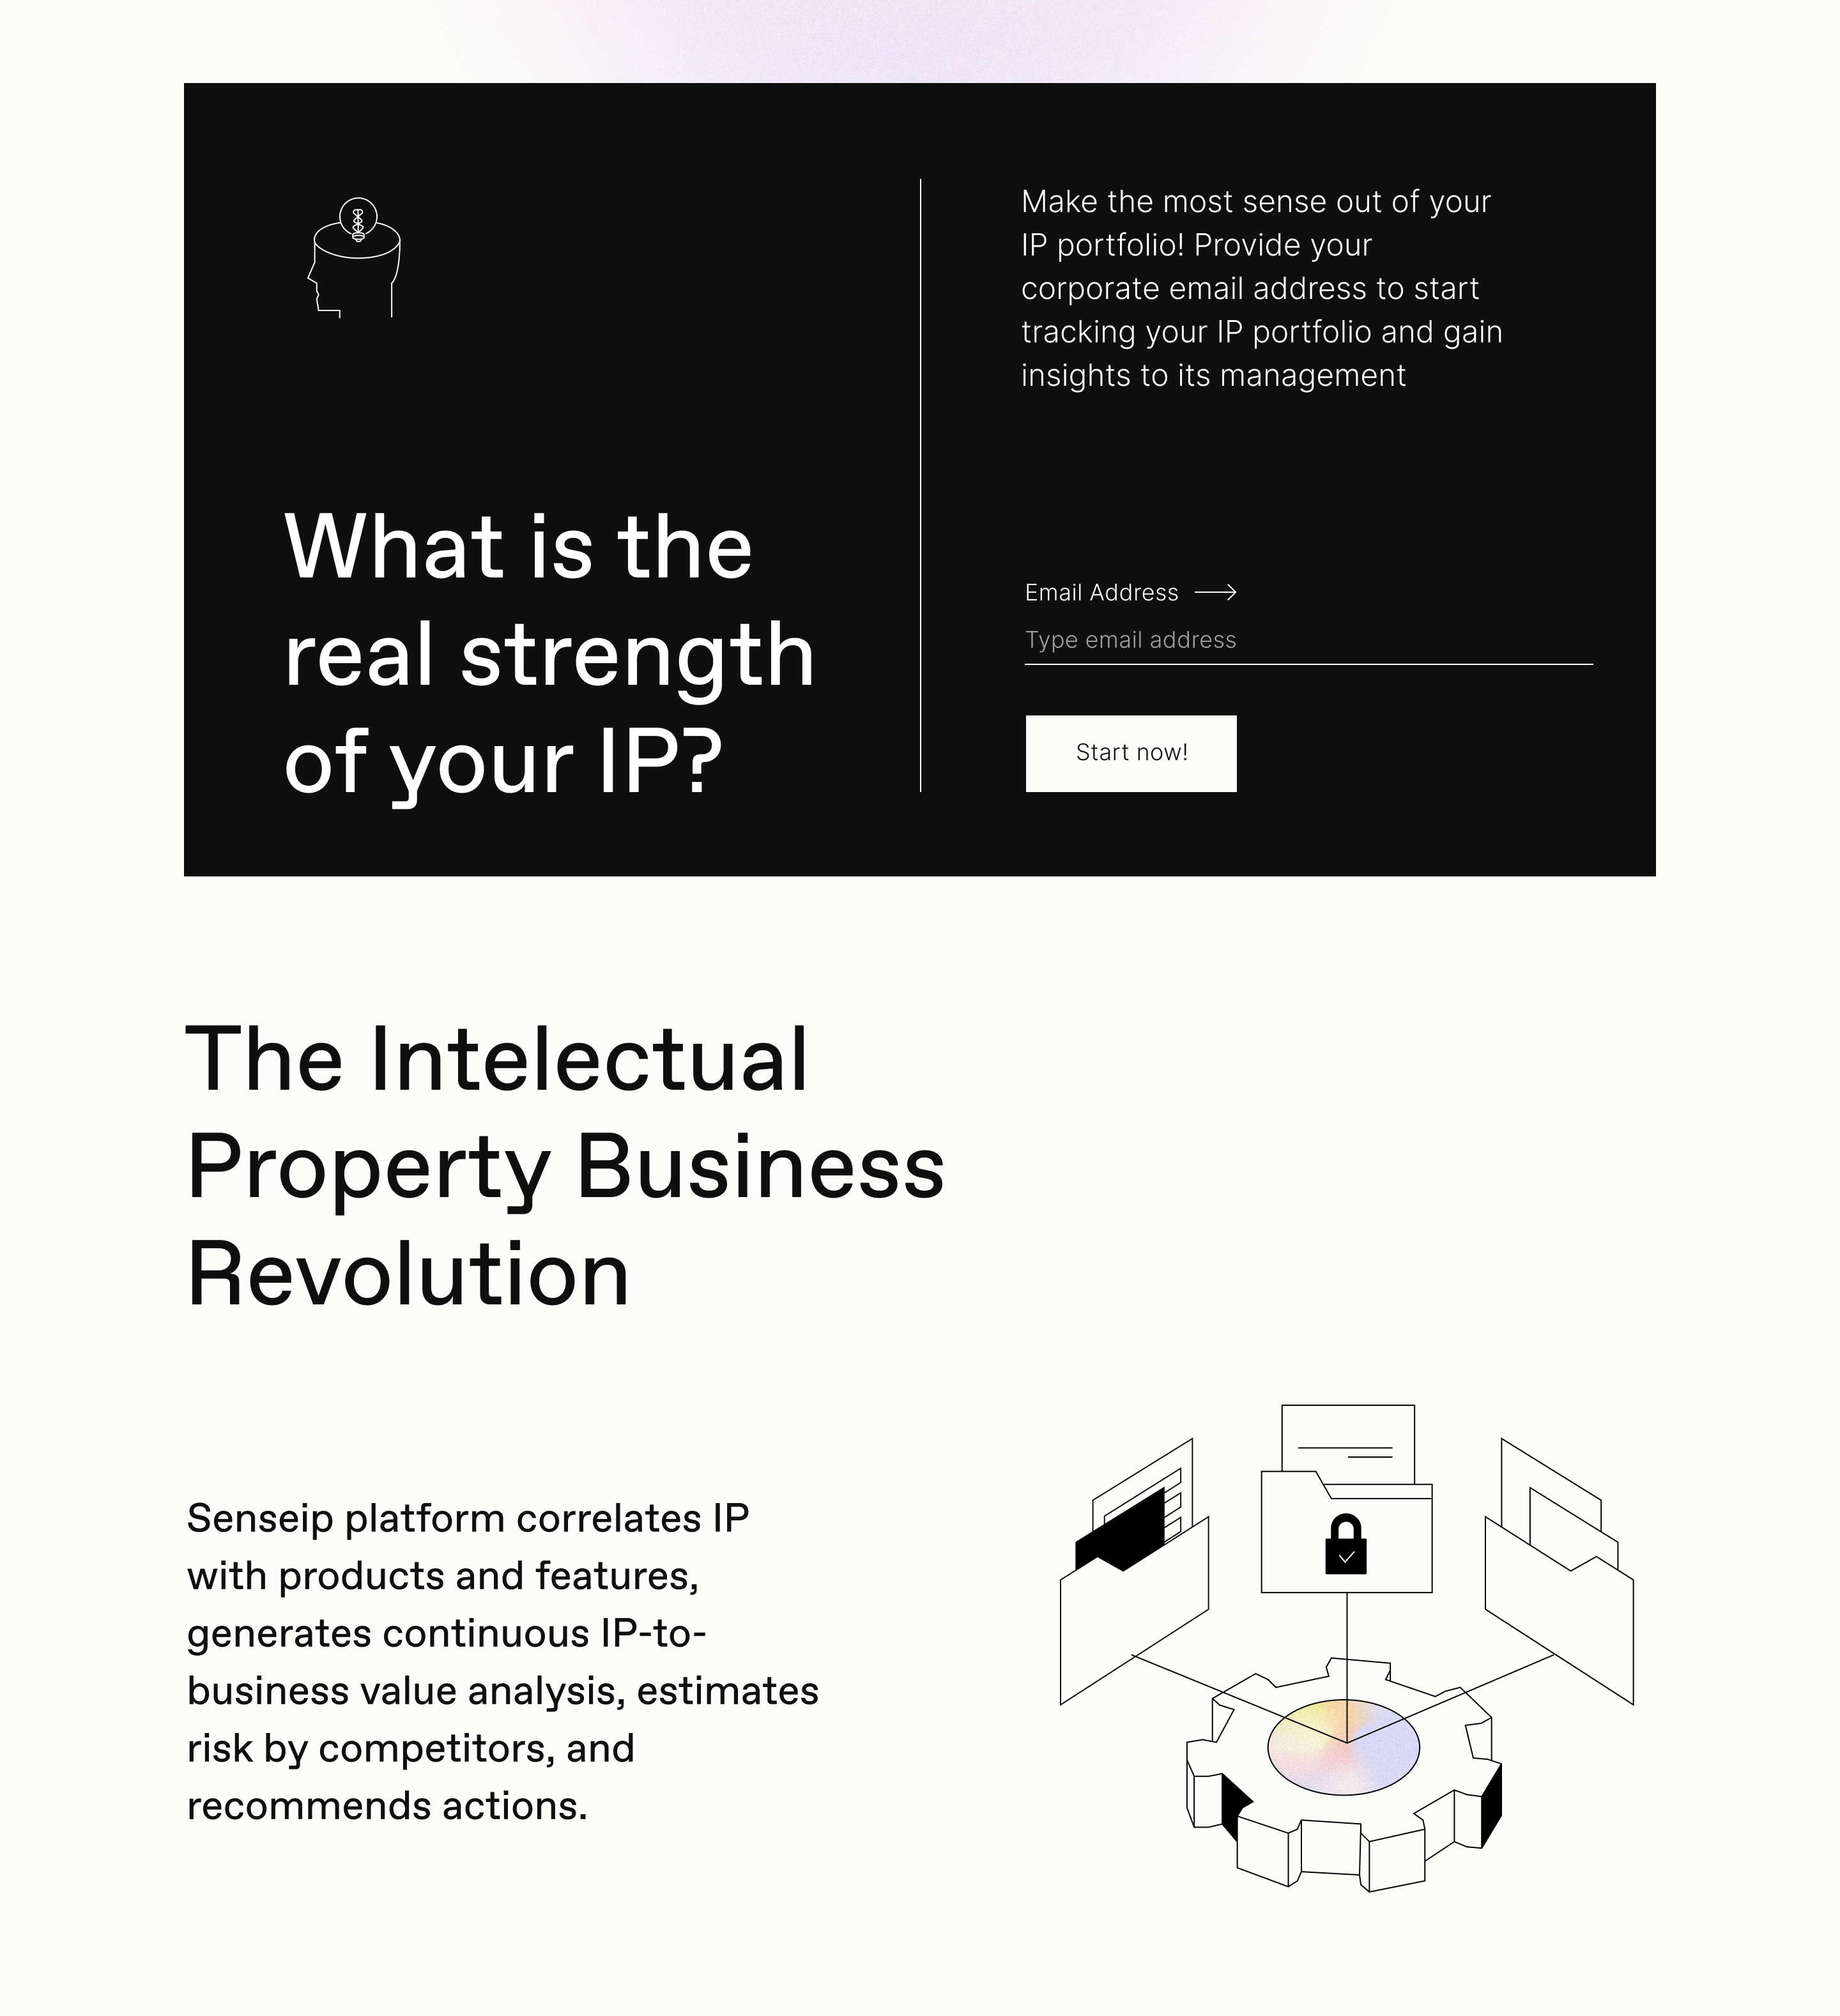 What is the
real strength
of your IP?
Make the most sense out of your
IP portfolio! Provide your
corporate email address to start
tracking your IP portfolio and gain
insights to its management
Email Address
Type email address
Start now!
The Intelectual
Property Business
Revolution
Senseip platform correlates IP
with products and features,
generates continuous IP-to-
business value analysis, estimates
risk by competitors, and
recommends actions.